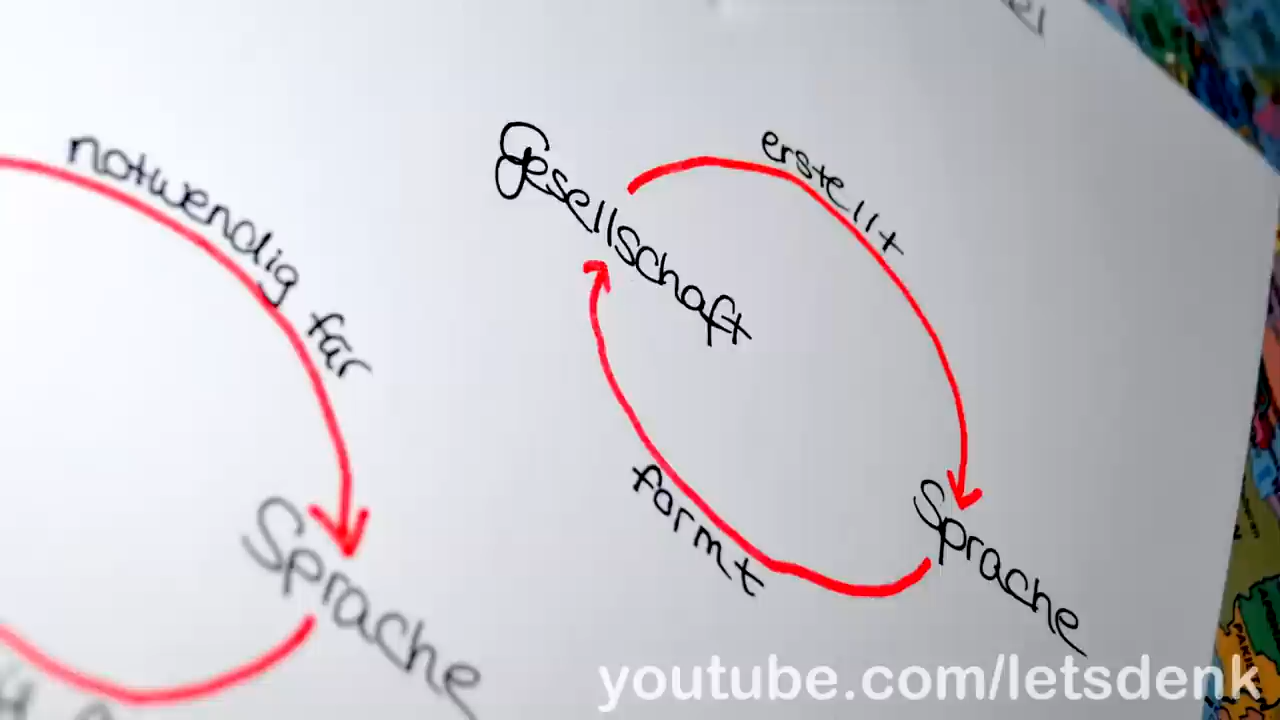 notwendig für
Sprache
Gesellschaft
erstellt
Sprache
formt
youtube.com/letsdenk